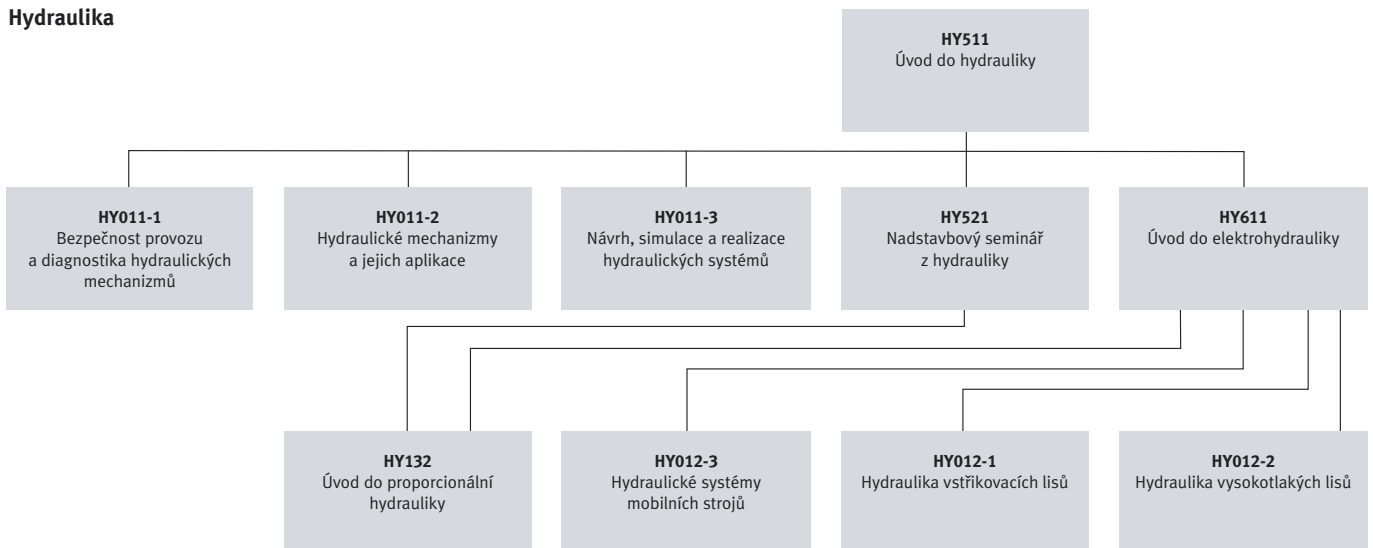 Hydraulika
HY511
Úvod do hydrauliky
HY011-1
Bezpečnost provozu
a diagnostika hydraulických
mechanizmů
HY011-2
Hydraulické mechanizmy
a jejich aplikace
HY011-3
Návrh, simulace a realizace
hydraulických systémů
HY521
Nadstavbový seminář
z hydrauliky
HY611
Úvod do elektrohydrauliky
HY132
Úvod do proporcionální
hydrauliky
HY012-3
Hydraulické systémy
mobilních strojů
HY012-1
Hydraulika vstřikovacích lisů
HY012-2
Hydraulika vysokotlakých lisů